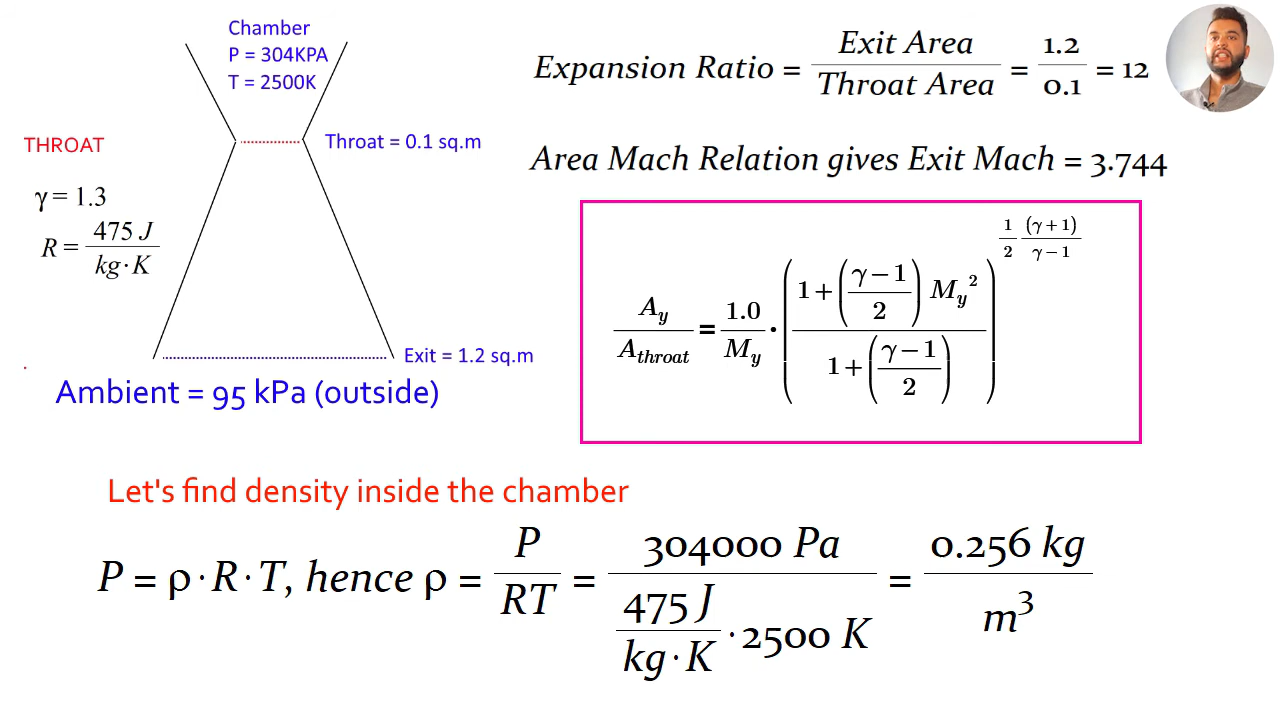 Chamber
P = 304KPA
T = 2500K
THROAT
Throat = 0.1 sq.m
γ = 1.3
R = 475 J / kg·K
Exit = 1.2 sq.m
Ambient = 95 kPa (outside)
Expansion Ratio = Exit Area / Throat Area = 1.2 / 0.1 = 12
Area Mach Relation gives Exit Mach = 3.744
A_y / A_throat = 1.0 / M_y · ((1 + ((γ − 1) / 2) M_y^2) / (1 + ((γ − 1) / 2)))^(1/2 (γ + 1) / (γ − 1))
Let's find density inside the chamber
P = ρ · R · T, hence ρ = P / RT = 304000 Pa / (475 J / kg·K · 2500 K) = 0.256 kg / m^3